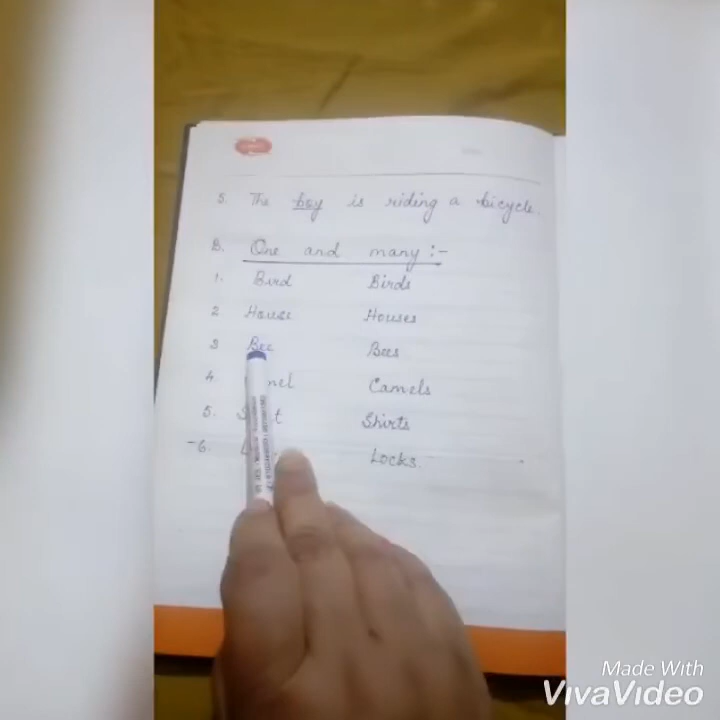 5. The boy is riding a bicycle.
B. One and many :-
1. Bird Birds
2 House Houses
3 Bee Bees
4. Camels
5. Shirts
6. Locks.
Made With
VivaVideo